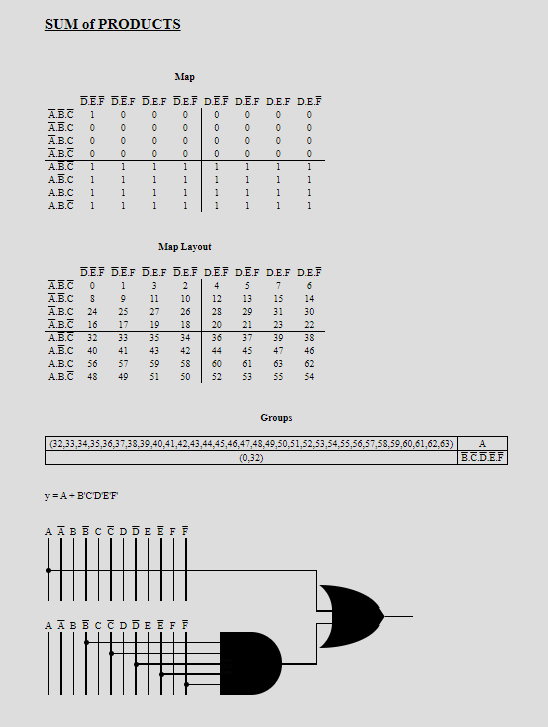 SUM of PRODUCTS
Map
D̅.E̅.F̅ D̅.E̅.F D̅.E.F D̅.E.F̅ D.E̅.F̅ D.E̅.F D.E.F D.E.F̅
A̅.B̅.C̅ 1 0 0 0 0 0 0 0
A̅.B̅.C 0 0 0 0 0 0 0 0
A̅.B.C 0 0 0 0 0 0 0 0
A̅.B.C̅ 0 0 0 0 0 0 0 0
A.B̅.C̅ 1 1 1 1 1 1 1 1
A.B̅.C 1 1 1 1 1 1 1 1
A.B.C 1 1 1 1 1 1 1 1
A.B.C̅ 1 1 1 1 1 1 1 1
Map Layout
D̅.E̅.F̅ D̅.E̅.F D̅.E.F D̅.E.F̅ D.E̅.F̅ D.E̅.F D.E.F D.E.F̅
A̅.B̅.C̅ 0 1 3 2 4 5 7 6
A̅.B̅.C 8 9 11 10 12 13 15 14
A̅.B.C 24 25 27 26 28 29 31 30
A̅.B.C̅ 16 17 19 18 20 21 23 22
A.B̅.C̅ 32 33 35 34 36 37 39 38
A.B̅.C 40 41 43 42 44 45 47 46
A.B.C 56 57 59 58 60 61 63 62
A.B.C̅ 48 49 51 50 52 53 55 54
Groups
(32,33,34,35,36,37,38,39,40,41,42,43,44,45,46,47,48,49,50,51,52,53,54,55,56,57,58,59,60,61,62,63) A
(0,32) B̅.C̅.D̅.E̅.F̅
y = A + B'C'D'E'F'
A A̅ B B̅ C C̅ D D̅ E E̅ F F̅
A A̅ B B̅ C C̅ D D̅ E E̅ F F̅